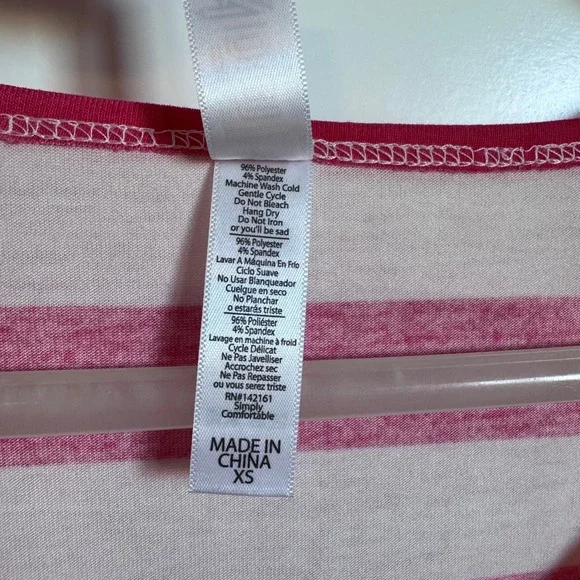 96% Polyester
4% Spandex
Machine Wash Cold
Gentle Cycle
Do Not Bleach
Hang Dry
Do Not Iron
or you'll be sad
96% Polyester
4% Spandex
Lavar A Máquina En Frío
Ciclo Suave
No Usar Blanqueador
Cuelgue en seco
No Planchar
o estarás triste
96% Poliéster
4% Spandex
Lavage en machine à froid
Cycle Délicat
Ne Pas Javelliser
Accrochez sec
Ne Pas Repasser
ou vous serez triste
RN#142161
Simply
Comfortable
MADE IN
CHINA
XS